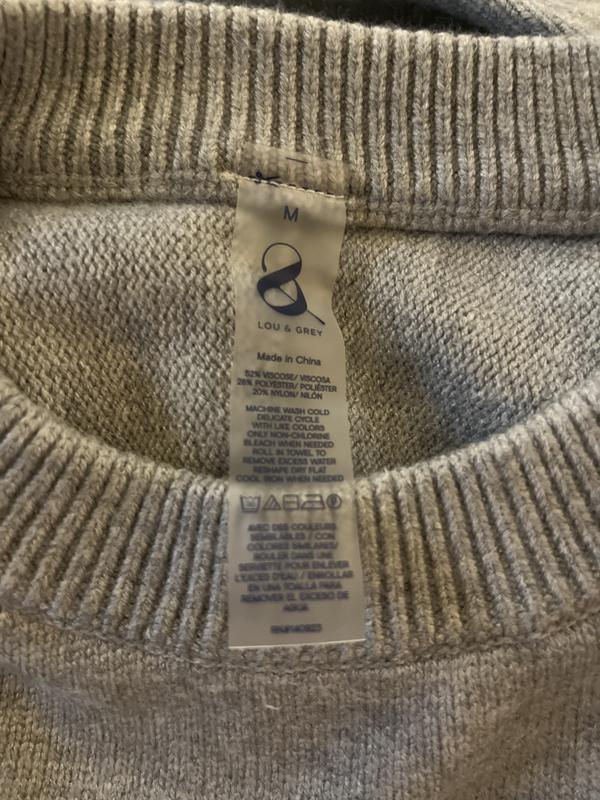 M
&
LOU & GREY
Made in China
52% VISCOSE/ VISCOSA
28% POLYESTER/ POLIÉSTER
20% NYLON/ NILÓN
MACHINE WASH COLD
DELICATE CYCLE
WITH LIKE COLORS
ONLY NON-CHLORINE
BLEACH WHEN NEEDED
ROLL IN TOWEL TO
REMOVE EXCESS WATER
RESHAPE DRY FLAT
COOL IRON WHEN NEEDED
AVEC DES COULEURS
SEMBLABLES / CON
COLORES SIMILARES/
ROULER DANS UNE
SERVIETTE POUR ENLEVER
L'EXCES D'EAU / ENROLLAR
EN UNA TOALLA PARA
REMOVER EL EXCESO DE
AGUA